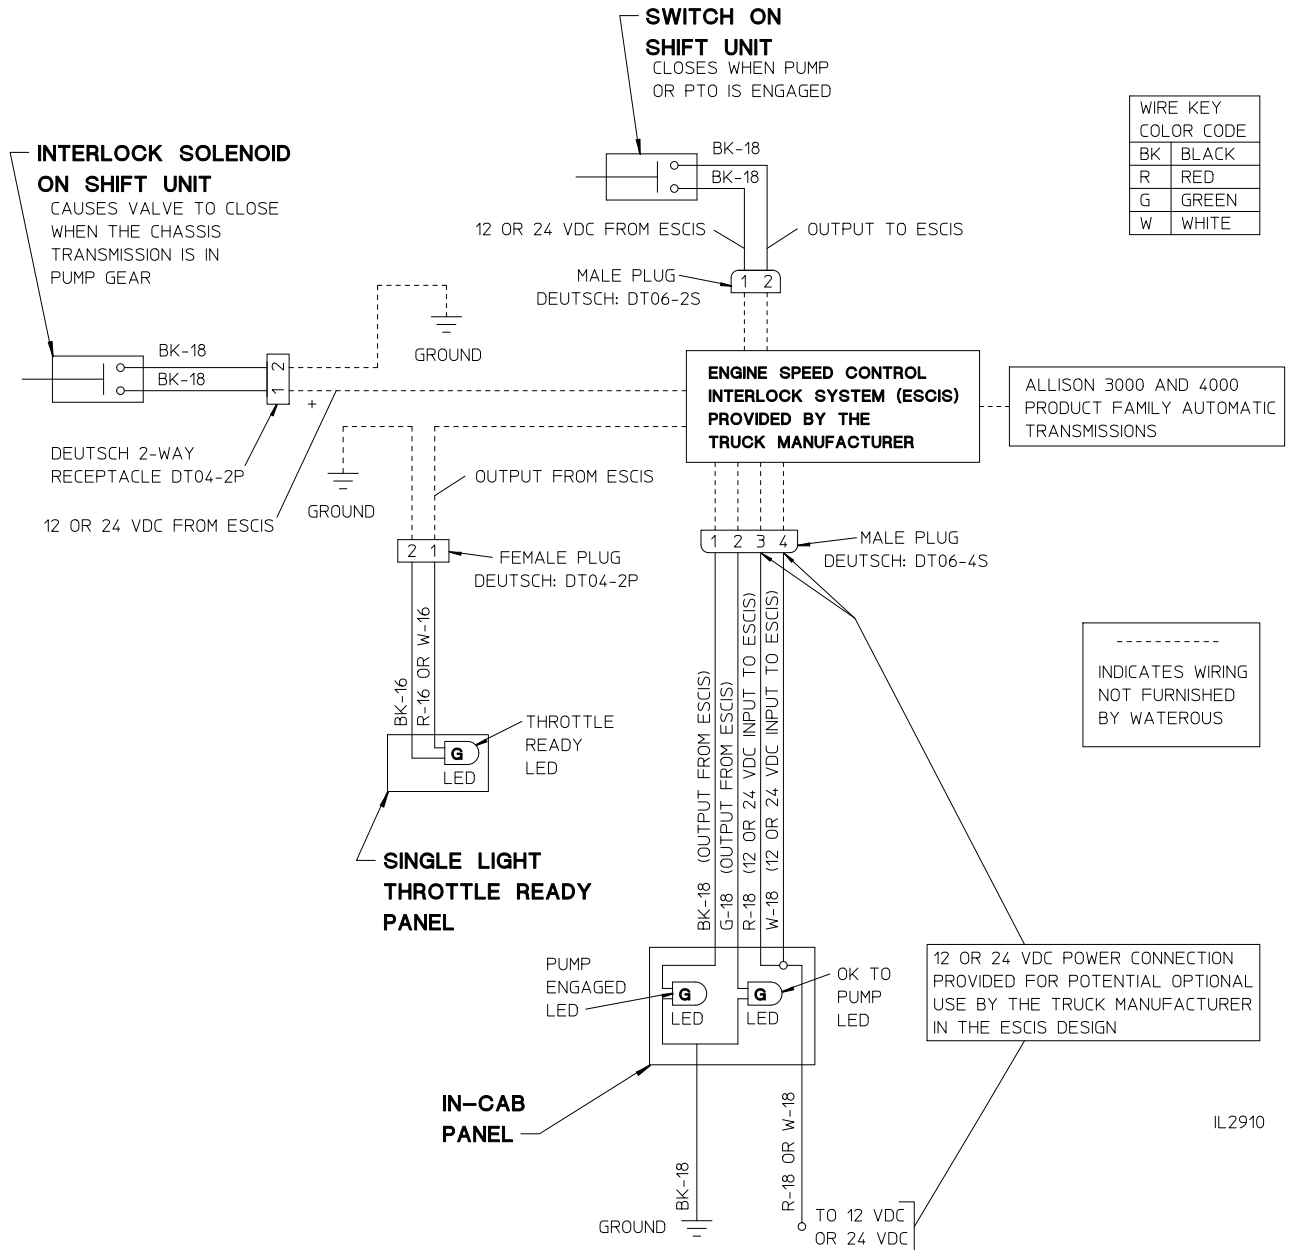 SWITCH ON
SHIFT UNIT
CLOSES WHEN PUMP
OR PTO IS ENGAGED
WIRE KEY
COLOR CODE
BK BLACK
R RED
G GREEN
W WHITE
INTERLOCK SOLENOID
ON SHIFT UNIT
CAUSES VALVE TO CLOSE
WHEN THE CHASSIS
TRANSMISSION IS IN
PUMP GEAR
BK-18
BK-18
12 OR 24 VDC FROM ESCIS
OUTPUT TO ESCIS
MALE PLUG
DEUTSCH: DT06-2S
1 2
GROUND
BK-18
BK-18
2
1
+
DEUTSCH 2-WAY
RECEPTACLE DT04-2P
12 OR 24 VDC FROM ESCIS
ENGINE SPEED CONTROL
INTERLOCK SYSTEM (ESCIS)
PROVIDED BY THE
TRUCK MANUFACTURER
ALLISON 3000 AND 4000
PRODUCT FAMILY AUTOMATIC
TRANSMISSIONS
GROUND
OUTPUT FROM ESCIS
2 1
FEMALE PLUG
DEUTSCH: DT04-2P
1 2 3 4
MALE PLUG
DEUTSCH: DT06-4S
BK-16
R-16 OR W-16
THROTTLE
READY
LED
G
LED
SINGLE LIGHT
THROTTLE READY
PANEL
BK-18 (OUTPUT FROM ESCIS)
G-18 (OUTPUT FROM ESCIS)
R-18 (12 OR 24 VDC INPUT TO ESCIS)
W-18 (12 OR 24 VDC INPUT TO ESCIS)
INDICATES WIRING
NOT FURNISHED
BY WATEROUS
PUMP
ENGAGED
LED
G
LED
G
LED
OK TO
PUMP
LED
12 OR 24 VDC POWER CONNECTION
PROVIDED FOR POTENTIAL OPTIONAL
USE BY THE TRUCK MANUFACTURER
IN THE ESCIS DESIGN
IN-CAB
PANEL
BK-18
R-18 OR W-18
GROUND
TO 12 VDC
OR 24 VDC
IL2910